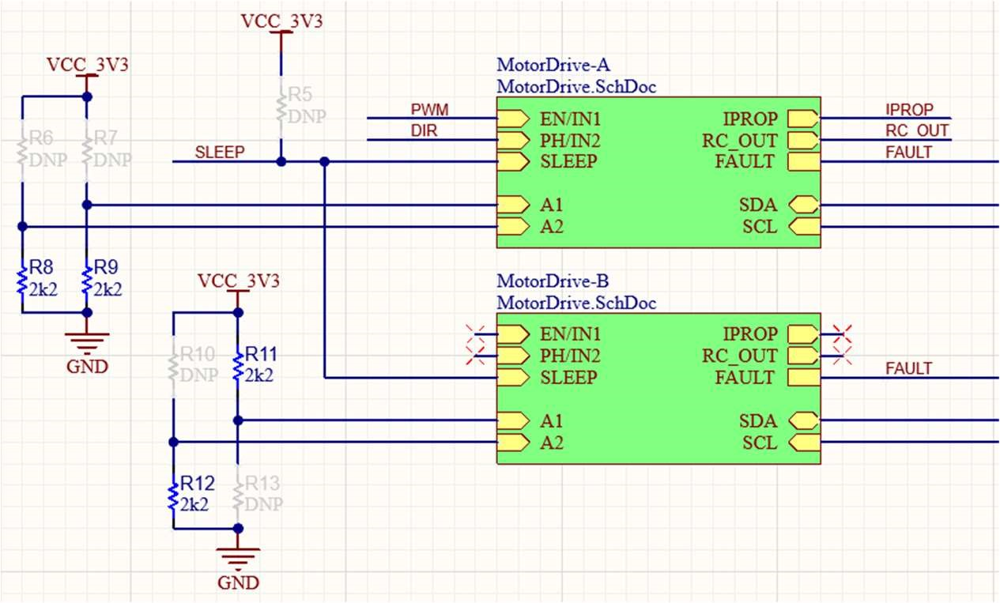 VCC_3V3
VCC_3V3
R5
DNP
R6
DNP
R7
DNP
SLEEP
R8
2k2
R9
2k2
GND
VCC_3V3
R10
DNP
R11
2k2
R12
2k2
R13
DNP
GND
MotorDrive-A
MotorDrive.SchDoc
PWM
DIR
EN/IN1
PH/IN2
SLEEP
A1
A2
IPROP
RC_OUT
FAULT
SDA
SCL
IPROP
RC_OUT
FAULT
MotorDrive-B
MotorDrive.SchDoc
EN/IN1
PH/IN2
SLEEP
A1
A2
IPROP
RC_OUT
FAULT
SDA
SCL
FAULT